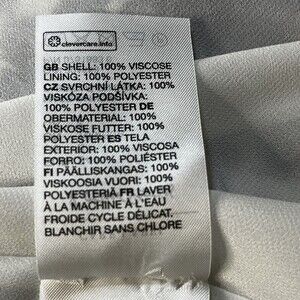 clevercare.info
GB SHELL: 100% VISCOSE
LINING: 100% POLYESTER
CZ SVRCHNÍ LÁTKA: 100%
VISKÓZA PODŠÍVKA:
100% POLYESTER DE
OBERMATERIAL: 100%
VISKOSE FUTTER: 100%
POLYESTER ES TELA
EXTERIOR: 100% VISCOSA
FORRO: 100% POLIÉSTER
FI PÄÄLLISKANGAS: 100%
VISKOOSIA VUORI: 100%
POLYESTERIÄ FR LAVER
À LA MACHINE À L'EAU
FROIDE CYCLE DÉLICAT.
BLANCHIR SANS CHLORE